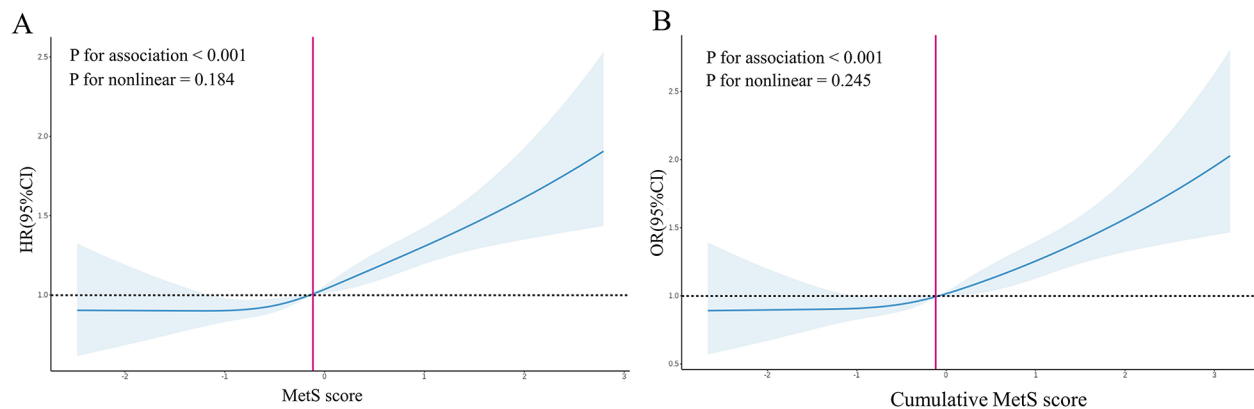 A
P for association < 0.001
P for nonlinear = 0.184
HR(95%CI)
2.5
2.0
1.5
1.0
-2 -1 0 1 2 3
MetS score
B
P for association < 0.001
P for nonlinear = 0.245
OR(95%CI)
2.5
2.0
1.5
1.0
0.5
-2 -1 0 1 2 3
Cumulative MetS score